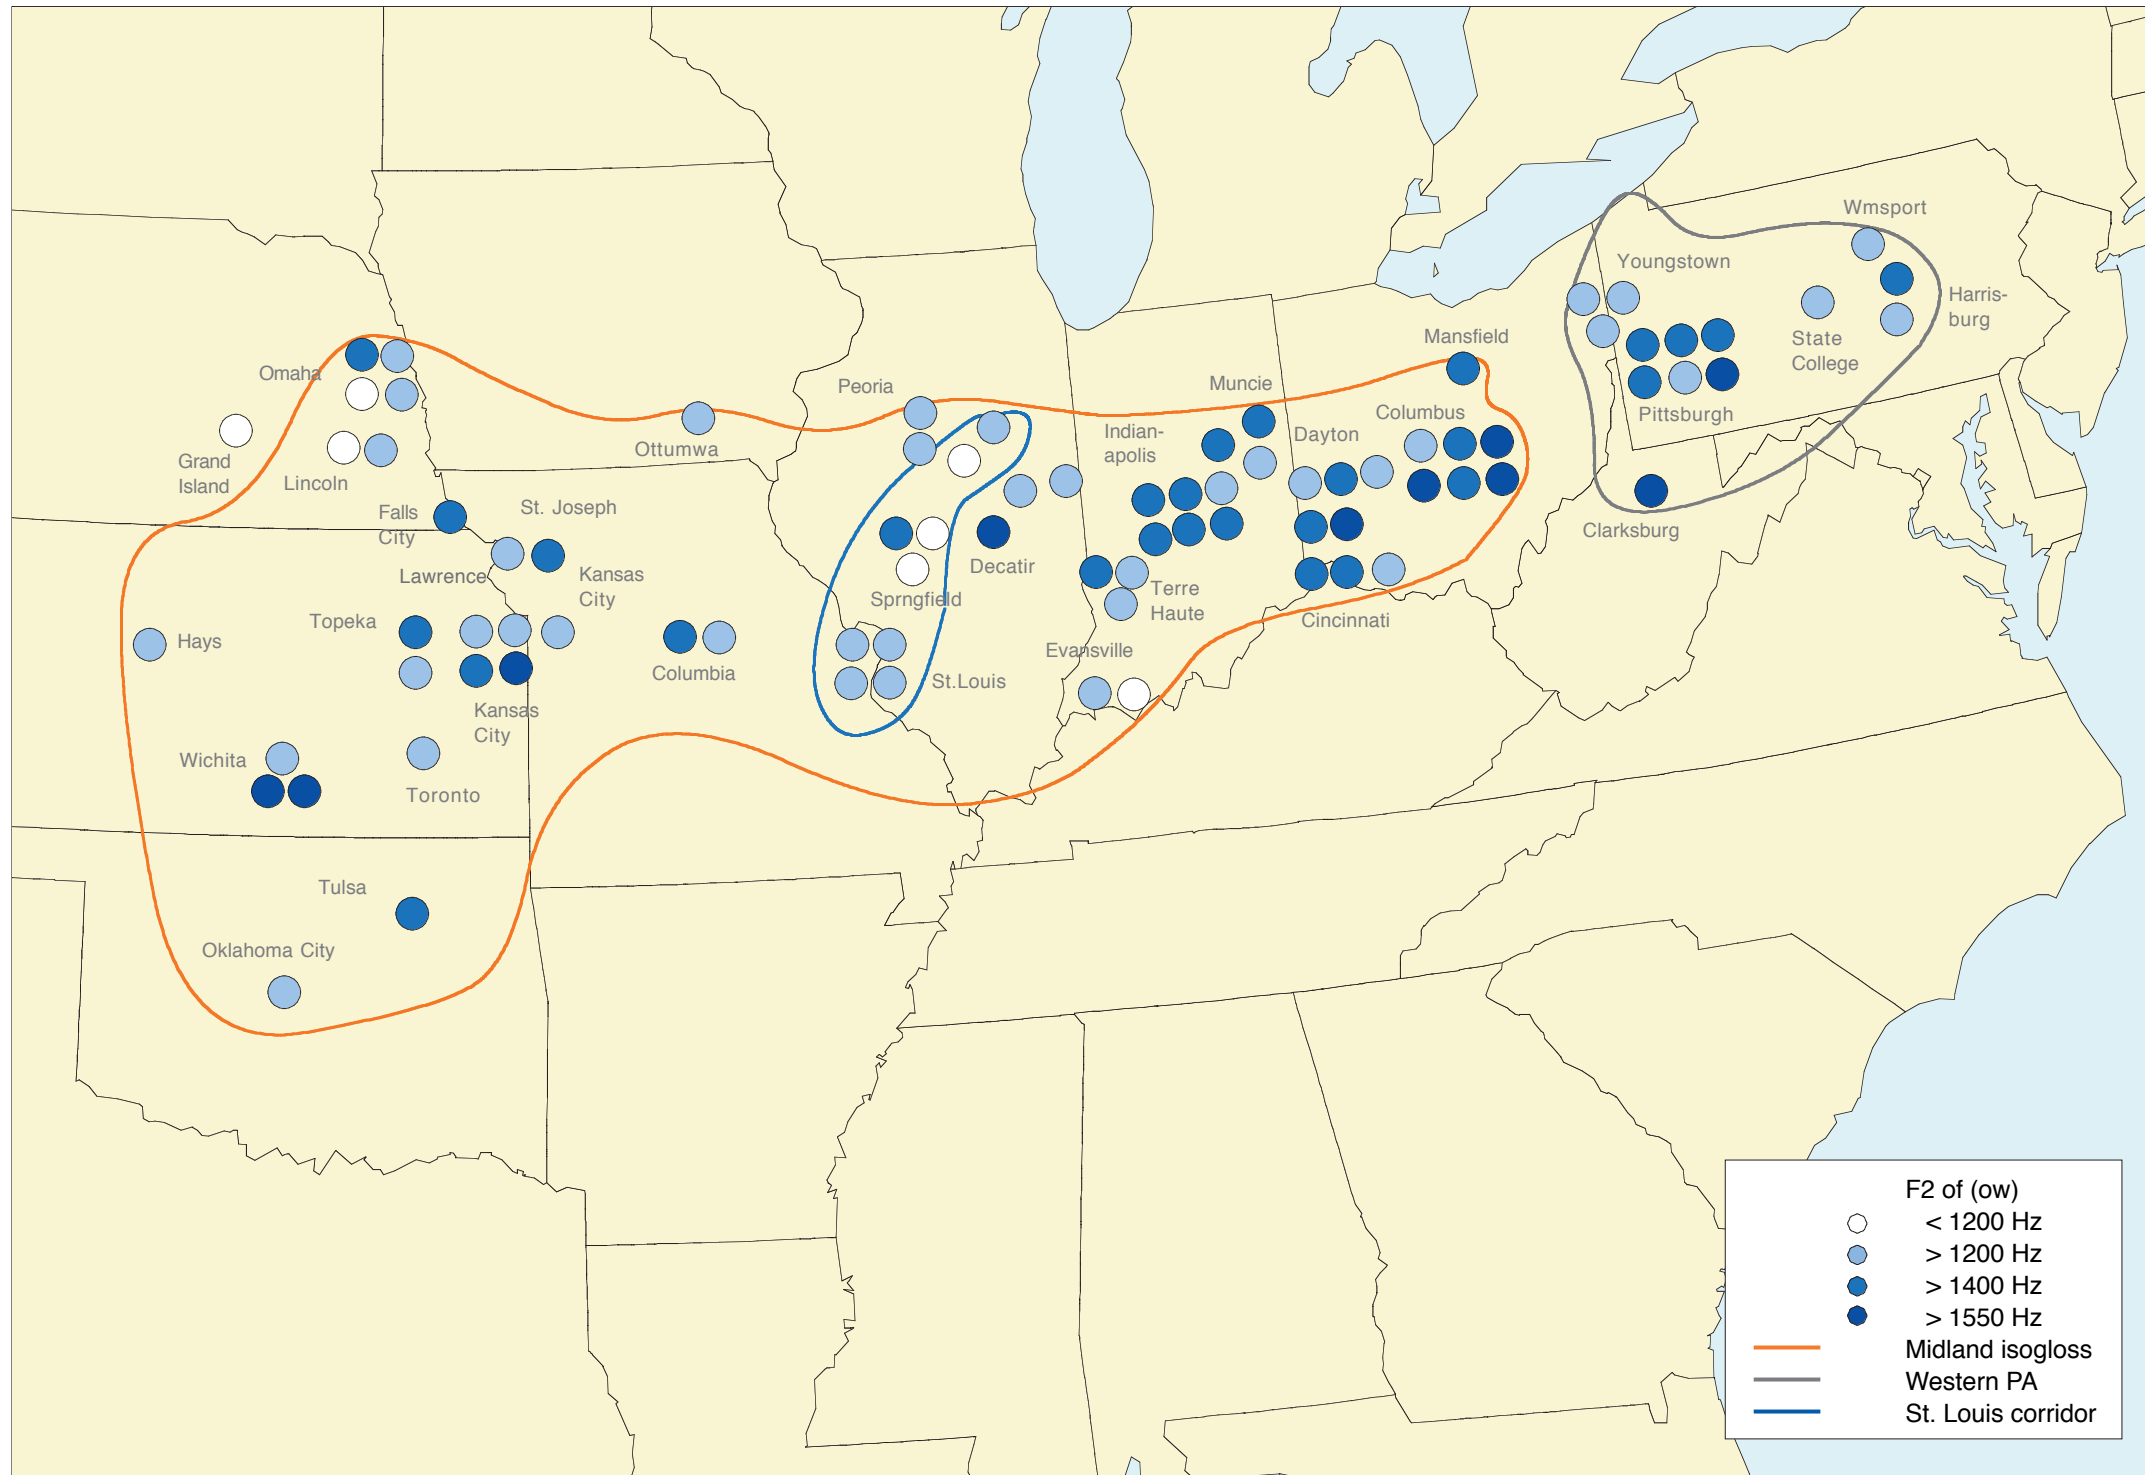 Wmsport
Youngstown
Harris-
burg
State
College
Mansfield
Pittsburgh
Clarksburg
Muncie
Columbus
Dayton
Indian-
apolis
Peoria
Omaha
Grand
Island
Lincoln
Ottumwa
Falls
City
St. Joseph
Lawrence
Kansas
City
Decatir
Sprngfield
Terre
Haute
Cincinnati
Topeka
Hays
Columbia
Evansville
St.Louis
Kansas
City
Wichita
Toronto
Tulsa
Oklahoma City
F2 of (ow)
< 1200 Hz
> 1200 Hz
> 1400 Hz
> 1550 Hz
Midland isogloss
Western PA
St. Louis corridor